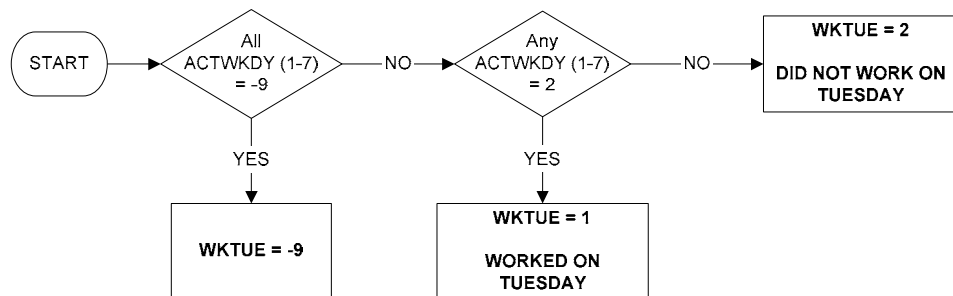 START
All
ACTWKDY (1-7)
= -9
NO
Any
ACTWKDY (1-7)
= 2
NO
WKTUE = 2
DID NOT WORK ON
TUESDAY
YES
YES
WKTUE = -9
WKTUE = 1
WORKED ON
TUESDAY